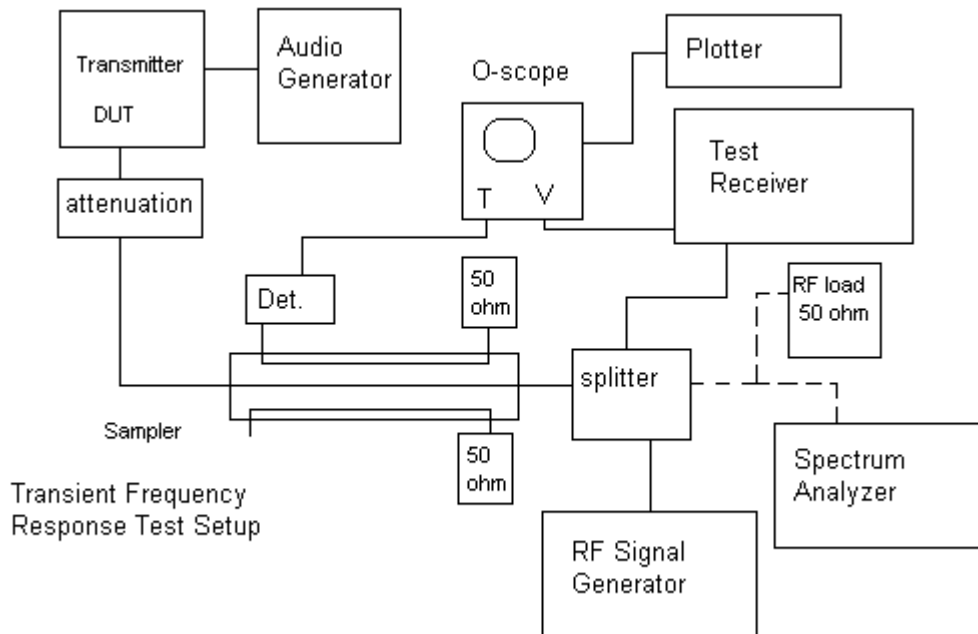 Transmitter
DUT
Audio
Generator
O-scope
Plotter
T V
Test
Receiver
attenuation
Det.
50
ohm
RF load
50 ohm
splitter
Sampler
50
ohm
Spectrum
Analyzer
Transient Frequency
Response Test Setup
RF Signal
Generator